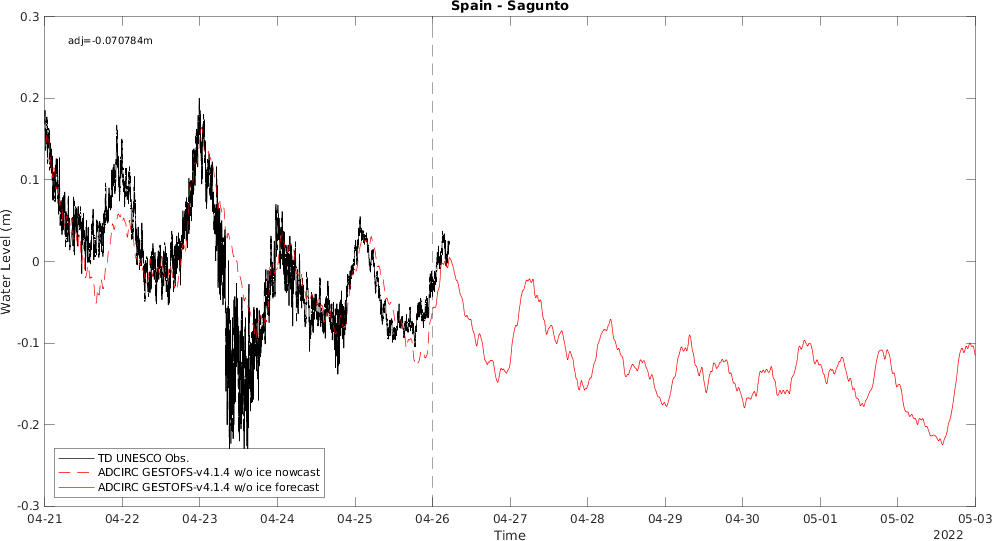 Spain - Sagunto
adj=-0.070784m
Water Level (m)
0.3
0.2
0.1
0
-0.1
-0.2
-0.3
TD UNESCO Obs.
ADCIRC GESTOFS-v4.1.4 w/o ice nowcast
ADCIRC GESTOFS-v4.1.4 w/o ice forecast
04-21 04-22 04-23 04-24 04-25 04-26 04-27 04-28 04-29 04-30 05-01 05-02 05-03
Time
2022